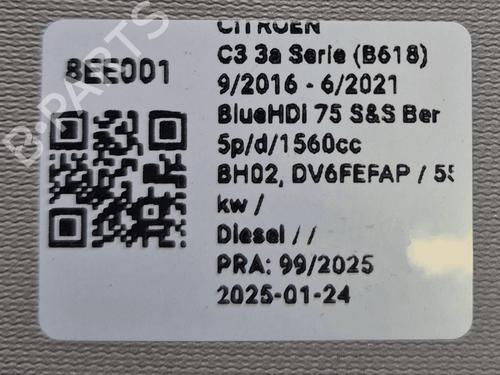 CITROEN
8EE001
C3 3a Serie (B618)
9/2016 - 6/2021
BlueHDi 75 S&S Ber
5p/d/1560cc
BH02, DV6FEFAP / 55
kw /
Diesel / /
PRA: 99/2025
2025-01-24
B-PARTS